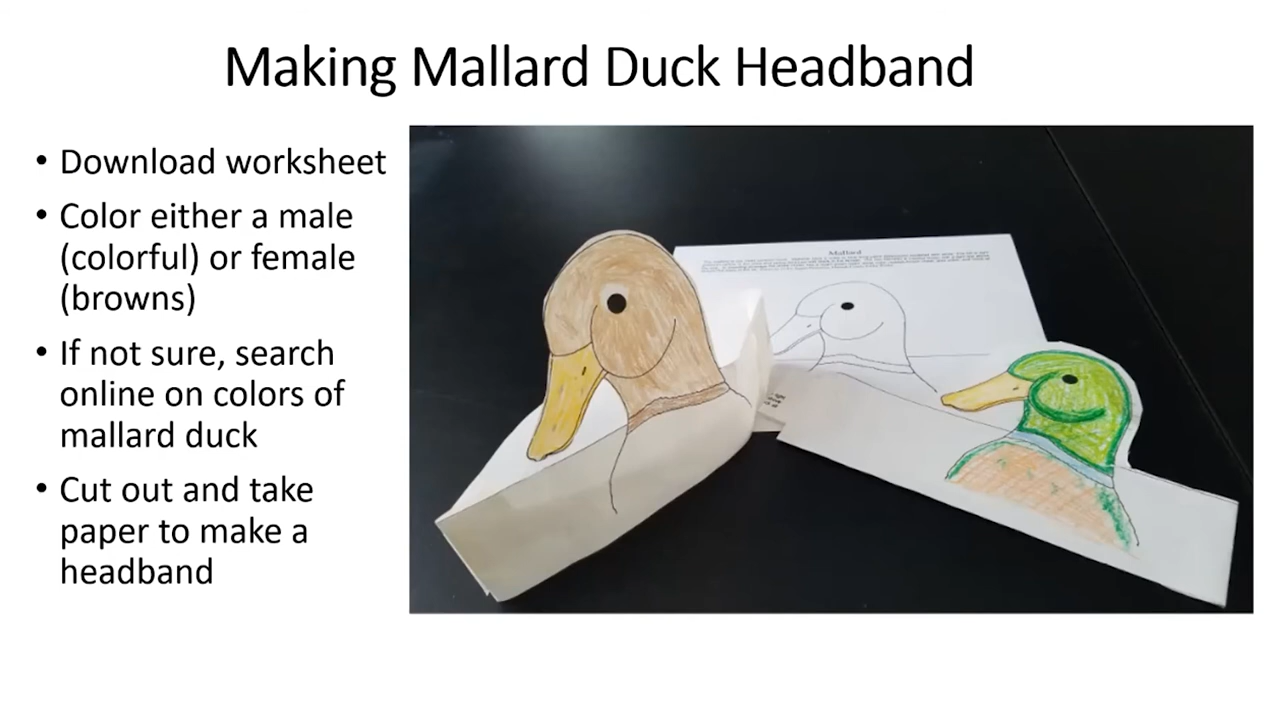 Making Mallard Duck Headband
• Download worksheet
• Color either a male
(colorful) or female
(browns)
• If not sure, search
online on colors of
mallard duck
• Cut out and take
paper to make a
headband
Mallard